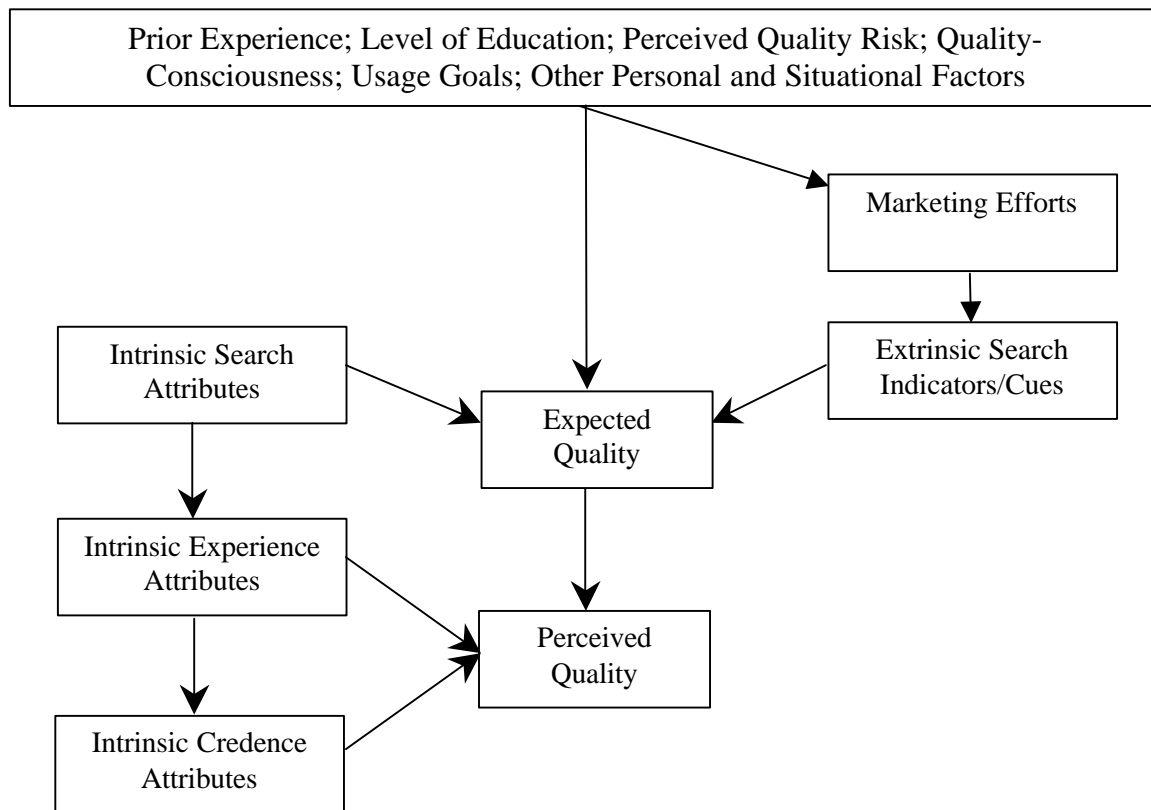 Prior Experience; Level of Education; Perceived Quality Risk; Quality-
Consciousness; Usage Goals; Other Personal and Situational Factors
Marketing Efforts
Intrinsic Search
Attributes
Extrinsic Search
Indicators/Cues
Expected
Quality
Intrinsic Experience
Attributes
Perceived
Quality
Intrinsic Credence
Attributes